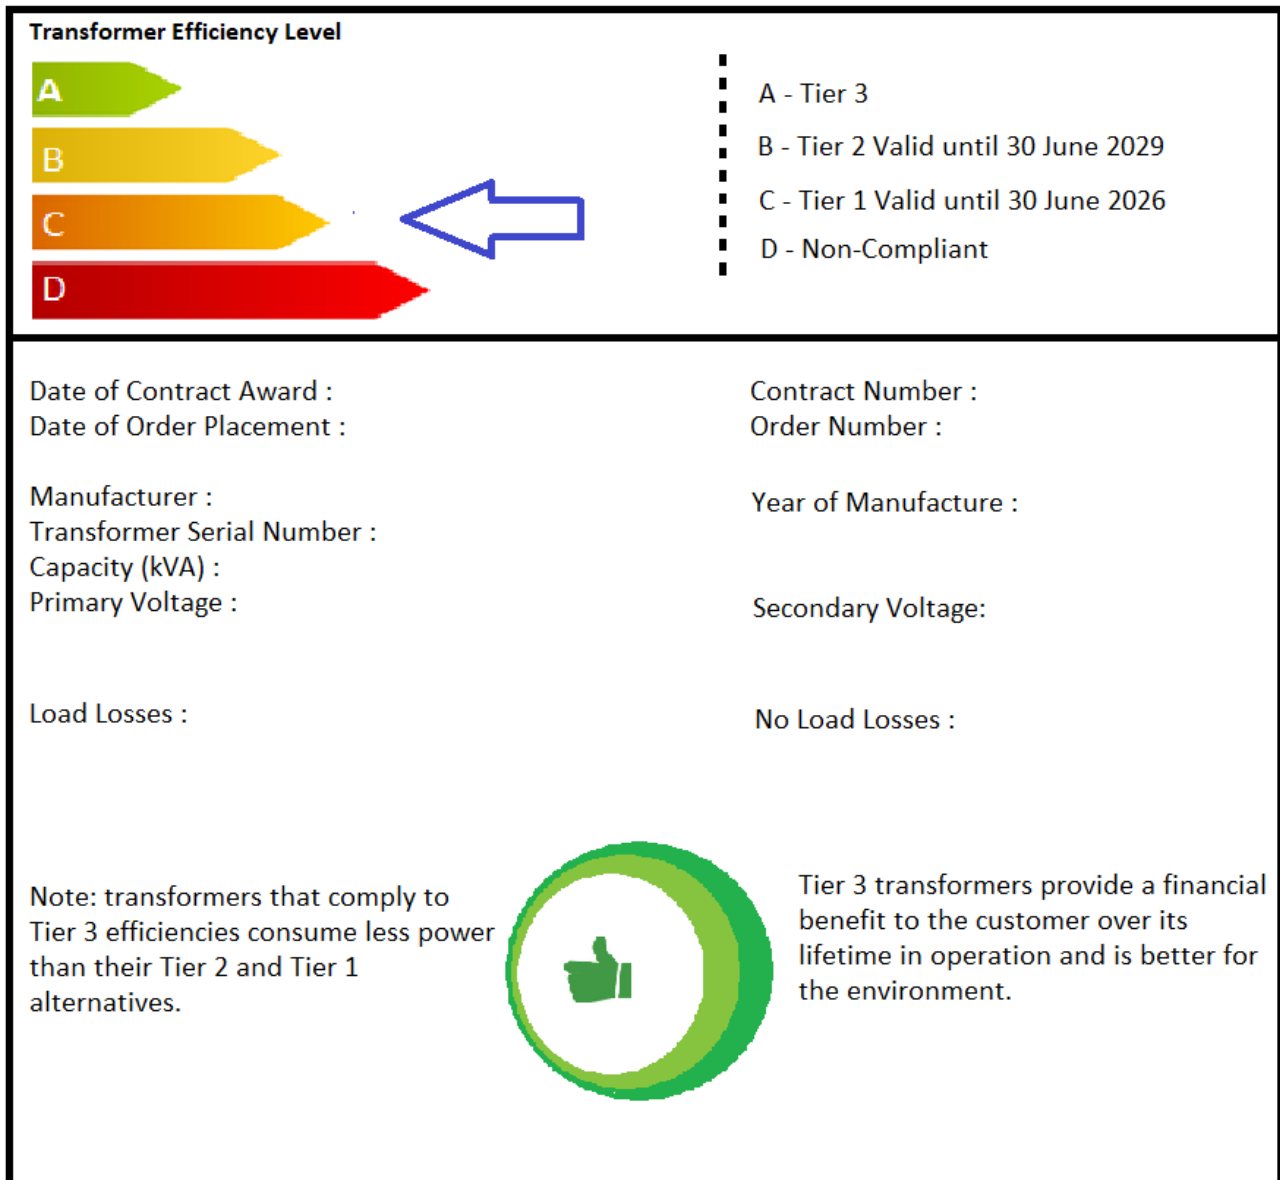 Transformer Efficiency Level
A
B
C
D
A - Tier 3
B - Tier 2 Valid until 30 June 2029
C - Tier 1 Valid until 30 June 2026
D - Non-Compliant
Date of Contract Award :
Contract Number :
Date of Order Placement :
Order Number :
Manufacturer :
Year of Manufacture :
Transformer Serial Number :
Capacity (kVA) :
Primary Voltage :
Secondary Voltage:
Load Losses :
No Load Losses :
Note: transformers that comply to
Tier 3 efficiencies consume less power
than their Tier 2 and Tier 1
alternatives.
Tier 3 transformers provide a financial
benefit to the customer over its
lifetime in operation and is better for
the environment.